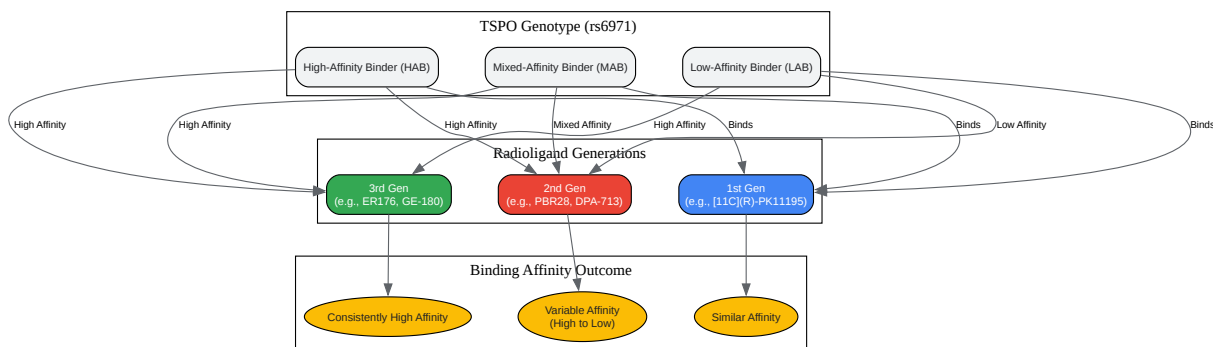 TSPO Genotype (rs6971)
High-Affinity Binder (HAB)
Mixed-Affinity Binder (MAB)
Low-Affinity Binder (LAB)
High Affinity
High Affinity
High Affinity
Mixed Affinity
High Affinity
Binds
Binds
Low Affinity
Binds
Radioligand Generations
3rd Gen
(e.g., ER176, GE-180)
2nd Gen
(e.g., PBR28, DPA-713)
1st Gen
(e.g., [11C](R)-PK11195)
Binding Affinity Outcome
Consistently High Affinity
Variable Affinity
(High to Low)
Similar Affinity